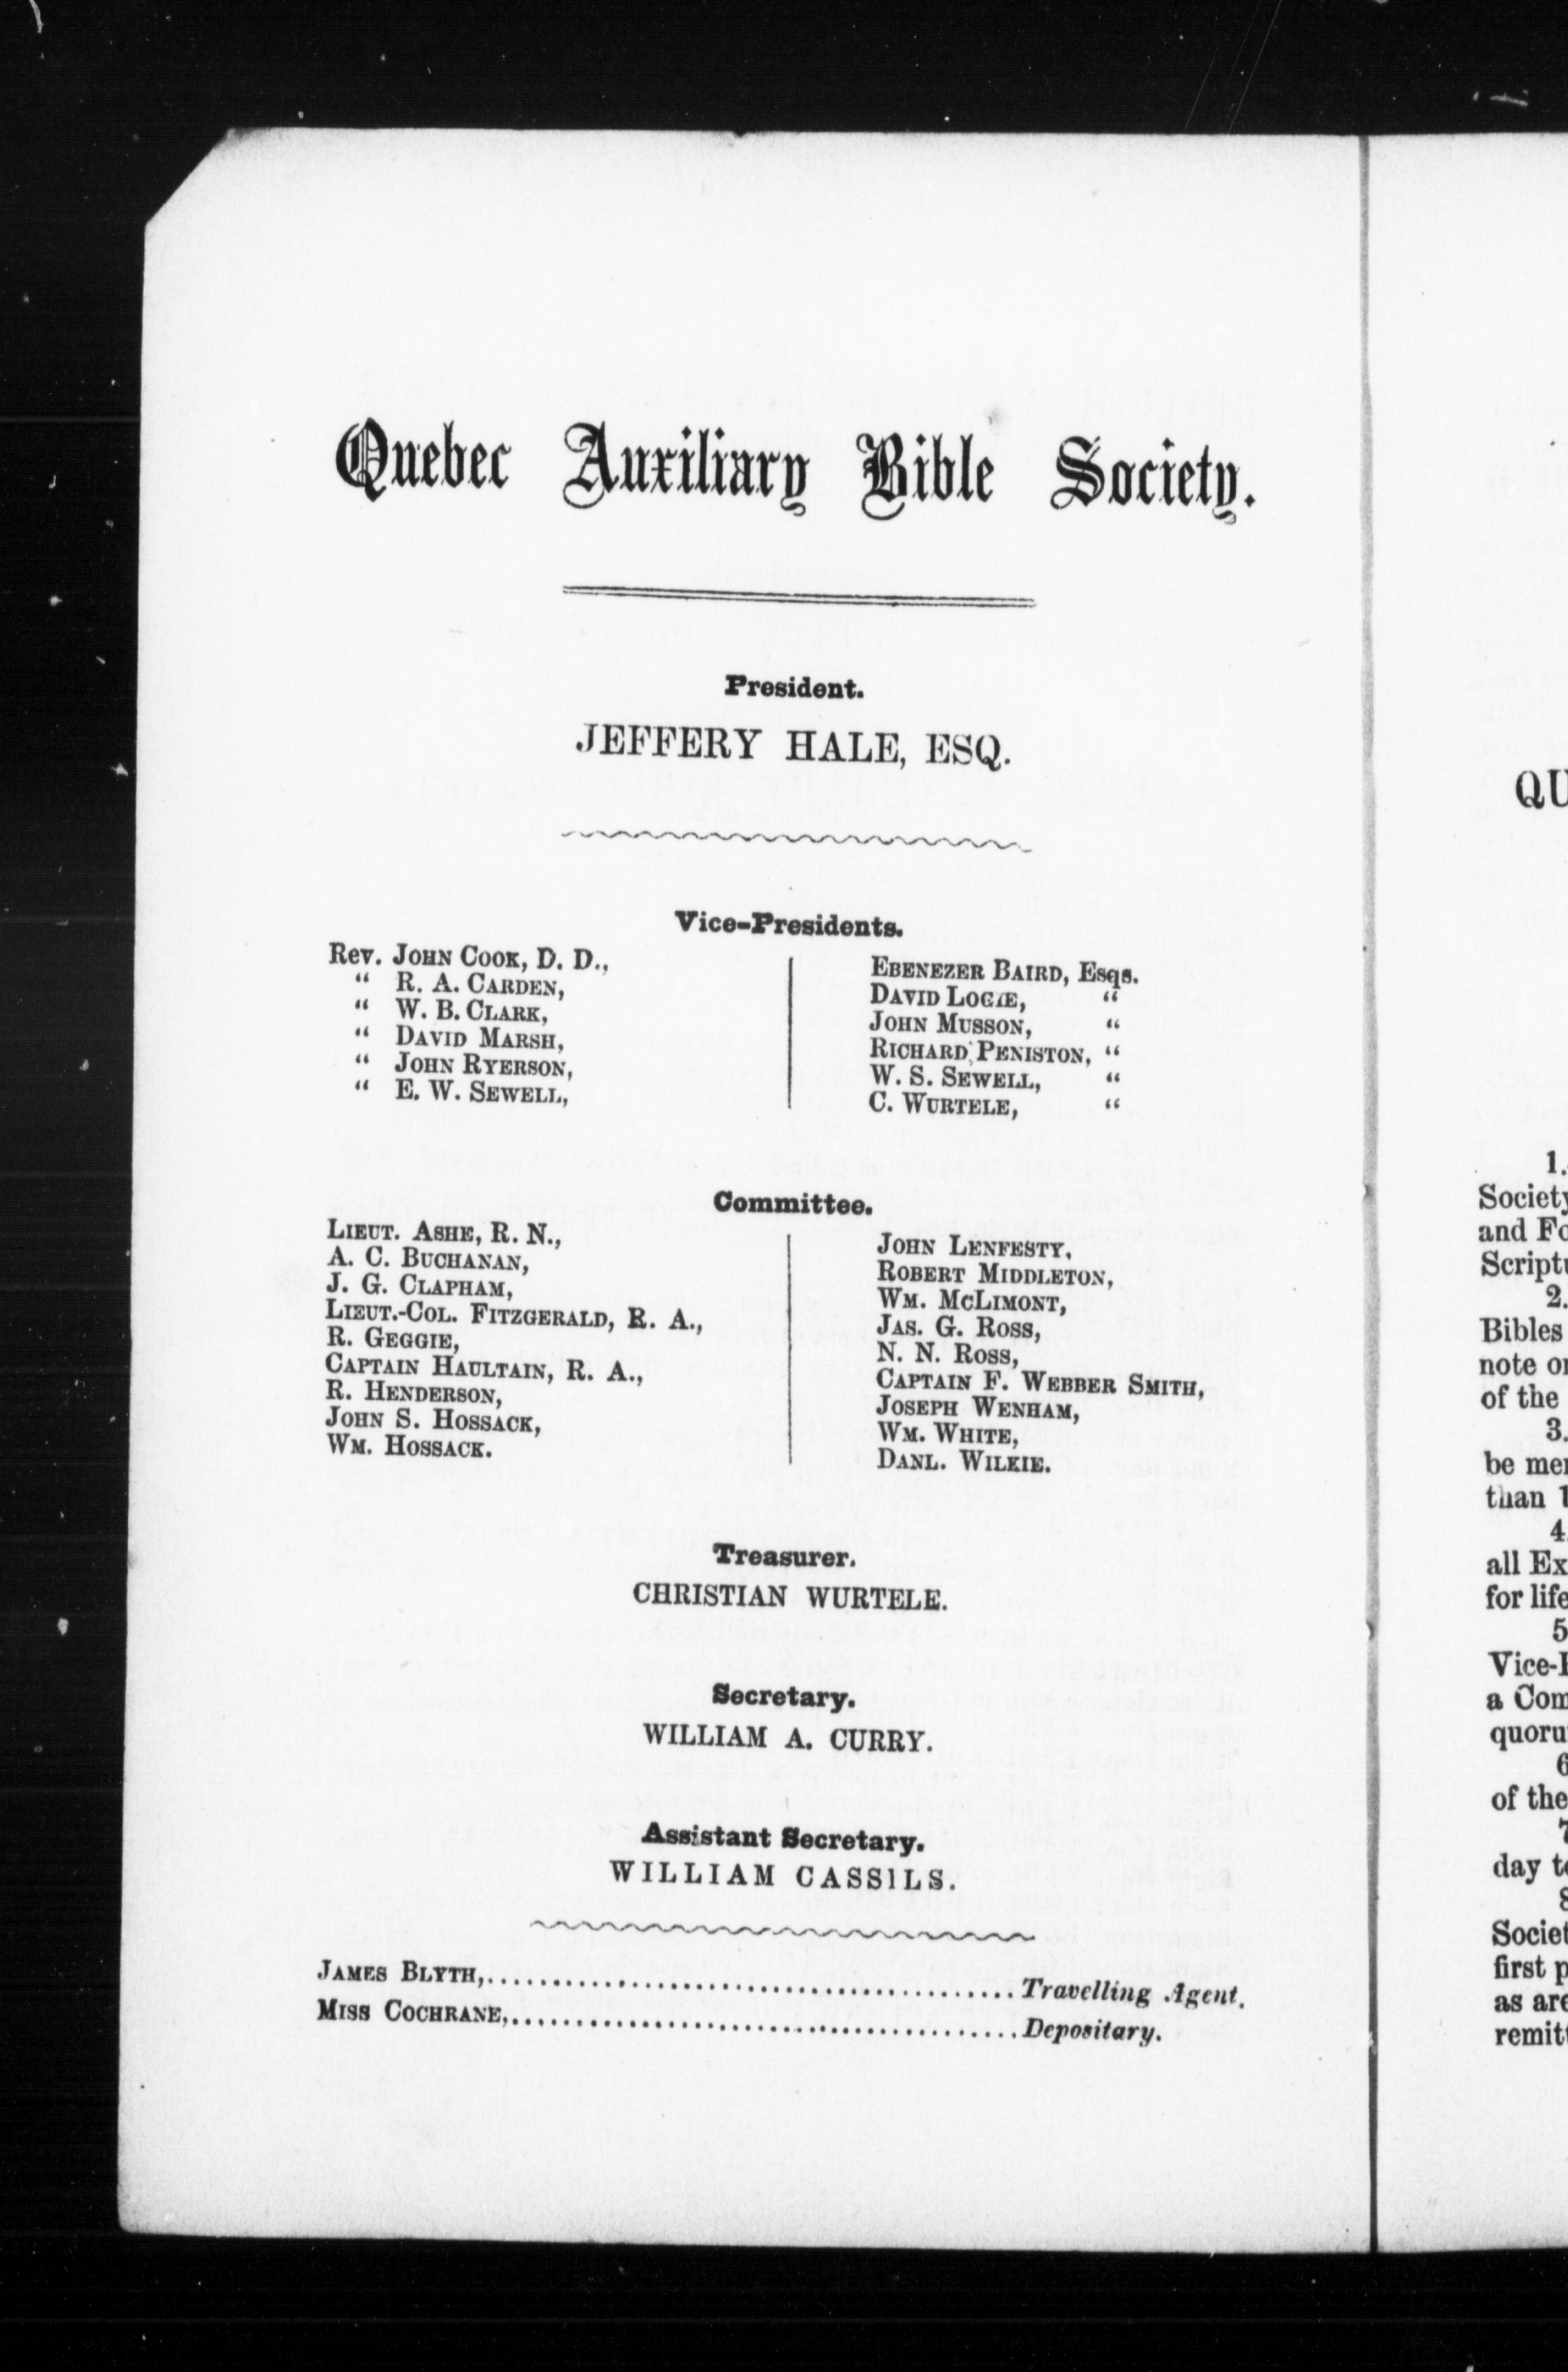 Quebec Auxiliary Bible Society.
President.
JEFFERY HALE, ESQ.
Vice-Presidents.
Rev. JOHN COOK, D. D.,
" R. A. CARDEN,
" W. B. CLARK,
" DAVID MARSH,
" JOHN RYERSON,
" E. W. SEWELL,
EBENEZER BAIRD, Esqs.
DAVID LOGIE, "
JOHN MUSSON, "
RICHARD PENISTON, "
W. S. SEWELL, "
C. WURTELE, "
Committee.
LIEUT. ASHE, R. N.,
A. C. BUCHANAN,
J. G. CLAPHAM,
LIEUT.-COL. FITZGERALD, R. A.,
R. GEGGIE,
CAPTAIN HAULTAIN, R. A.,
R. HENDERSON,
JOHN S. HOSSACK,
WM. HOSSACK.
JOHN LENFESTY,
ROBERT MIDDLETON,
WM. MCLIMONT,
JAS. G. ROSS,
N. N. ROSS,
CAPTAIN F. WEBBER SMITH,
JOSEPH WENHAM,
WM. WHITE,
DANL. WILKIE.
Treasurer.
CHRISTIAN WURTELE.
Secretary.
WILLIAM A. CURRY.
Assistant Secretary.
WILLIAM CASSILS.
JAMES BLYTH,........................................Travelling Agent.
MISS COCHRANE,.......................................Depositary.
QU
1.
Society
and Fo
Scriptu
2.
Bibles
note or
of the
3.
be mer
than 1
4
all Ex
for life
5
Vice-P
a Com
quoru
6
of the
7
day to
8
Societ
first p
as are
remitt